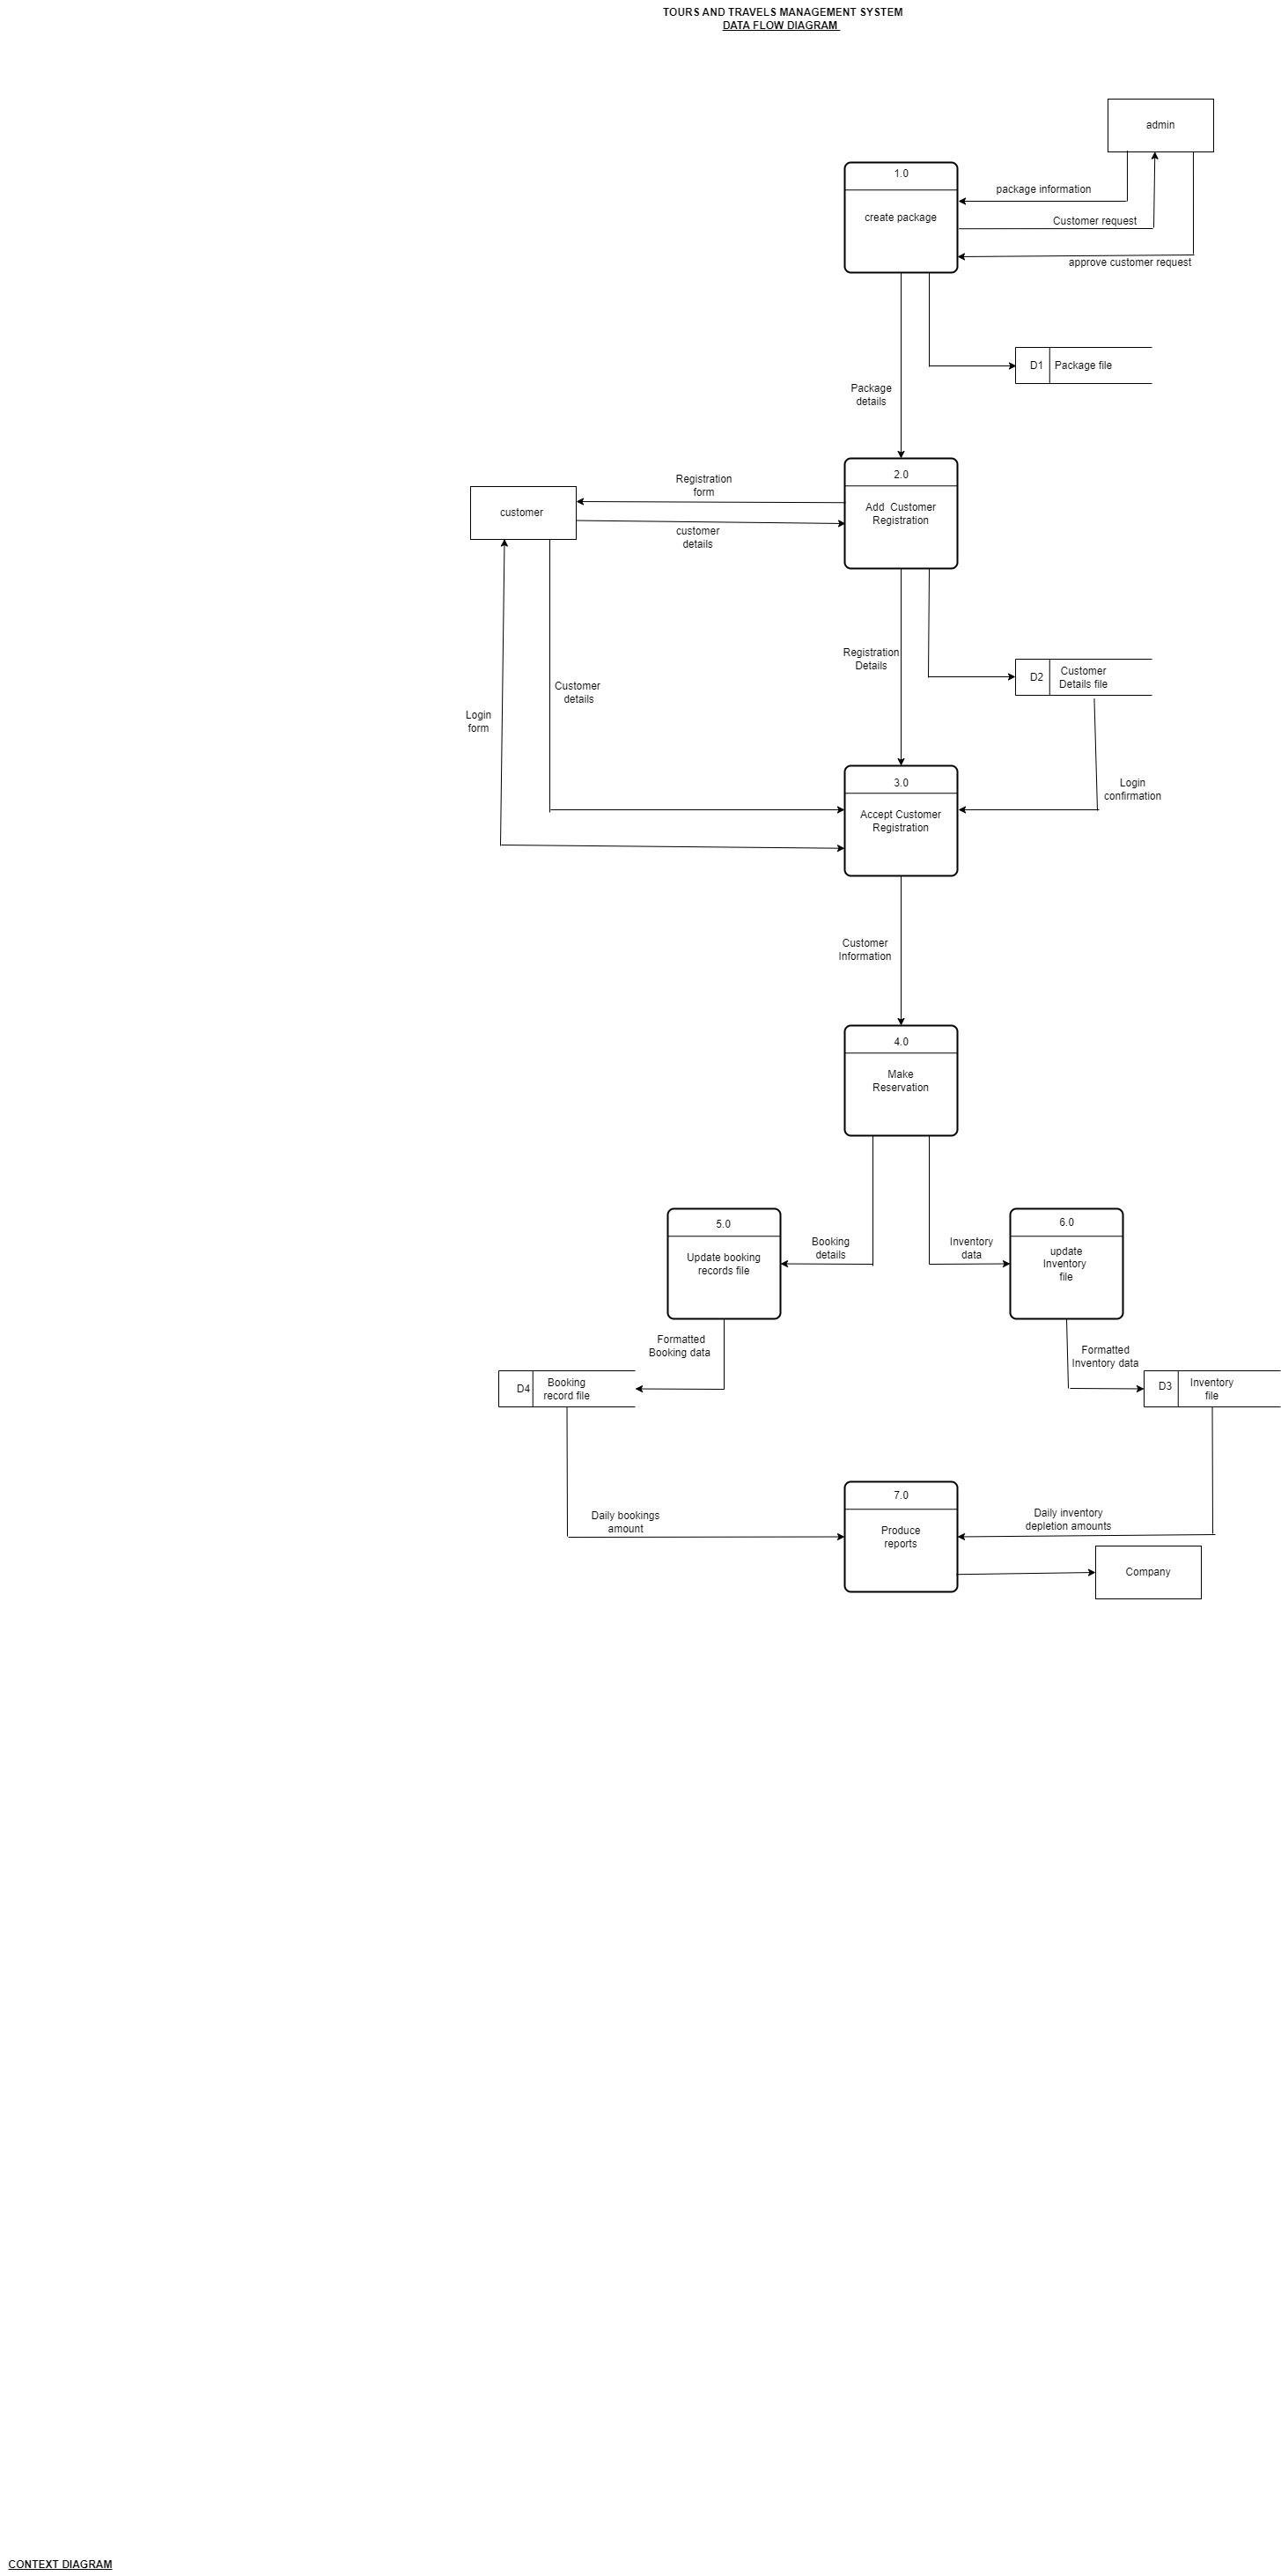 TOURS AND TRAVELS MANAGEMENT SYSTEM
DATA FLOW DIAGRAM
admin
1.0
package information
create package
Customer request
approve customer request
D1
Package file
Package
details
2.0
Registration
form
Add  Customer
Registration
customer
customer
details
Registration
Details
D2
Customer
Details file
Customer
details
Login
form
3.0
Login
confirmation
Accept Customer
Registration
Customer
Information
4.0
Make
Reservation
5.0
Update booking
records file
Booking
details
Inventory
data
6.0
update
Inventory
file
Formatted
Booking data
Formatted
Inventory data
D4
Booking
record file
D3
Inventory
file
7.0
Produce
reports
Daily bookings
amount
Daily inventory
depletion amounts
Company
CONTEXT DIAGRAM